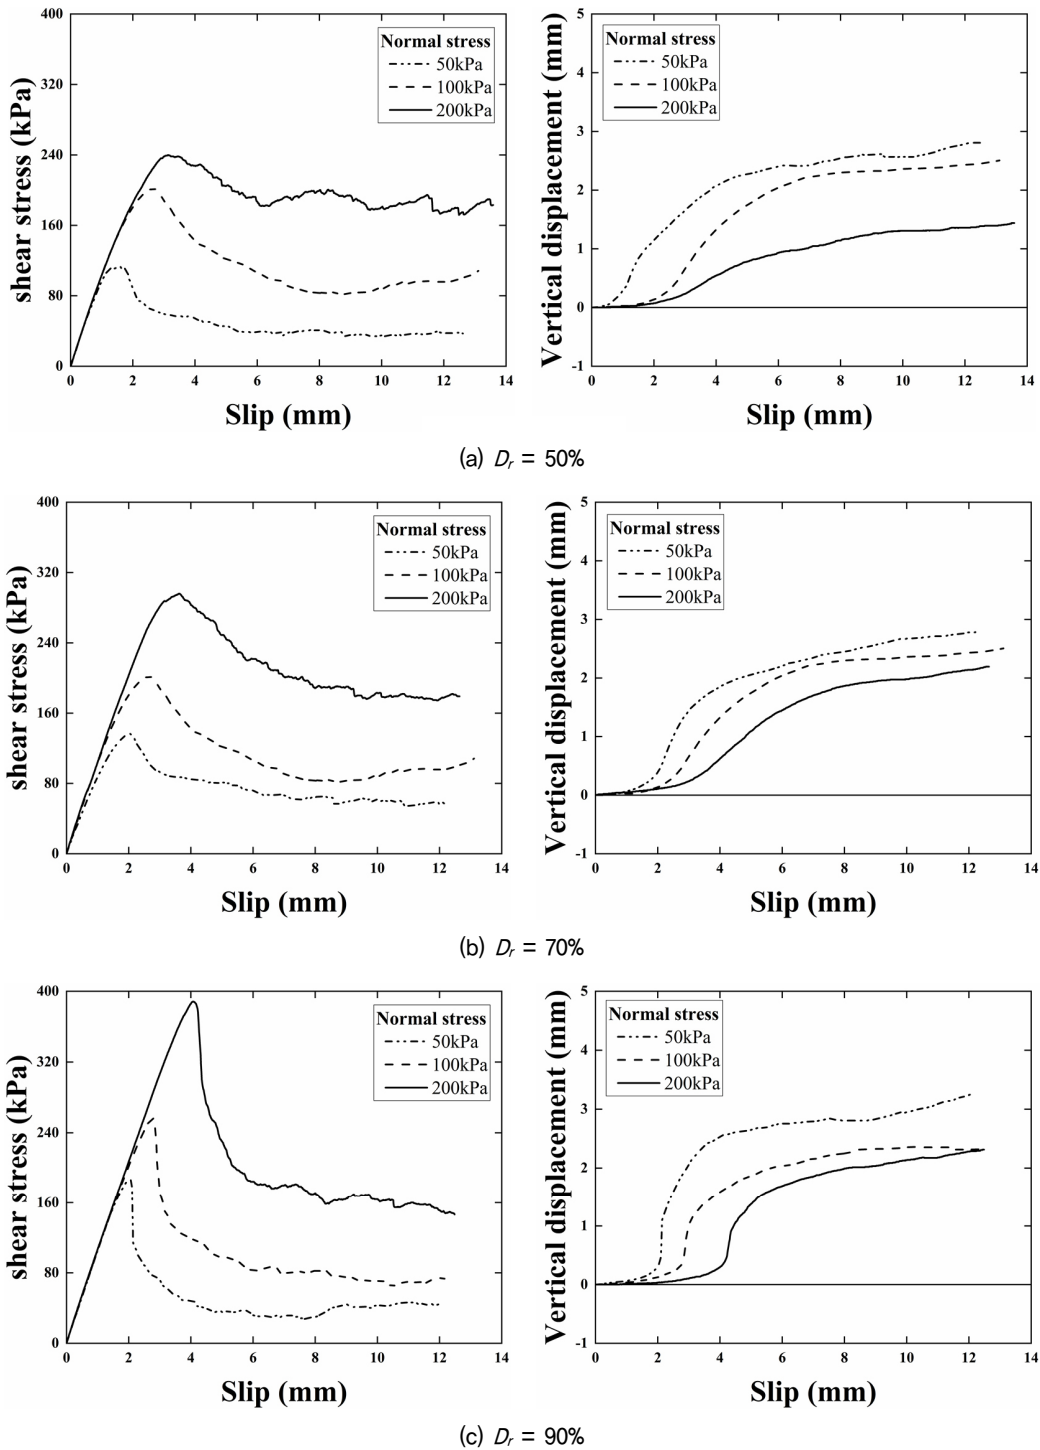 400
320
240
160
80
0
shear stress (kPa)
Normal stress
50kPa
100kPa
200kPa
0 2 4 6 8 10 12 14
Slip (mm)
5
4
3
2
1
0
-1
Vertical displacement (mm)
Normal stress
50kPa
100kPa
200kPa
0 2 4 6 8 10 12 14
Slip (mm)
(a) Dr = 50%
400
320
240
160
80
0
shear stress (kPa)
Normal stress
50kPa
100kPa
200kPa
0 2 4 6 8 10 12 14
Slip (mm)
5
4
3
2
1
0
-1
Vertical displacement (mm)
Normal stress
50kPa
100kPa
200kPa
0 2 4 6 8 10 12 14
Slip (mm)
(b) Dr = 70%
400
320
240
160
80
0
shear stress (kPa)
Normal stress
50kPa
100kPa
200kPa
0 2 4 6 8 10 12 14
Slip (mm)
5
4
3
2
1
0
-1
Vertical displacement (mm)
Normal stress
50kPa
100kPa
200kPa
0 2 4 6 8 10 12 14
Slip (mm)
(c) Dr = 90%